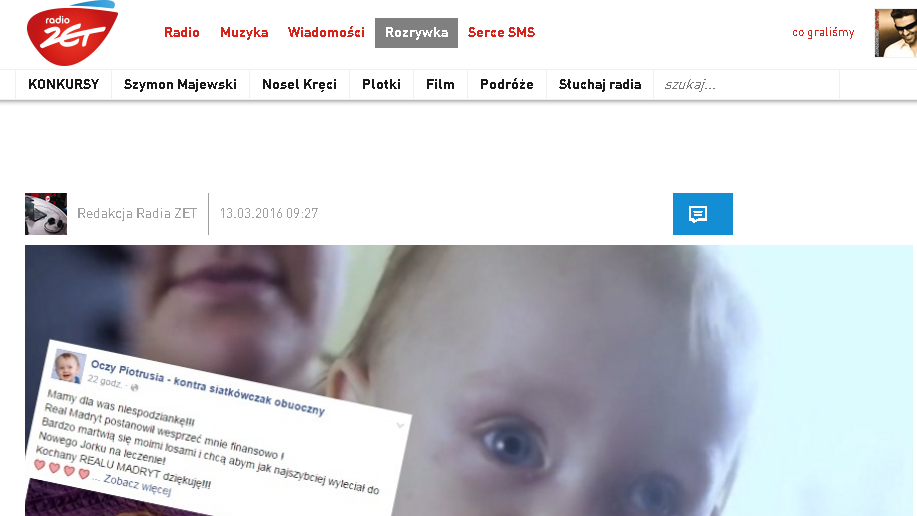 radio
ZET
Radio Muzyka Wiadomości Rozrywka Serce SMS
co graliśmy
KONKURSY Szymon Majewski Nosel Kręci Plotki Film Podróże Słuchaj radia szukaj...
Redakcja Radia ZET 13.03.2016 09:27
Oczy Piotrusia - kontra siatkówczak obuoczny
22 godz.
Mamy dla was niespodziankę!!!
Real Madryt postanowił wesprzeć mnie finansowo !
Bardzo martwią się moimi losami i chcą abym jak najszybciej wyleciał do
Nowego Jorku na leczenie!
Kochany REALU MADRYT dziękuję!!!
... Zobacz więcej